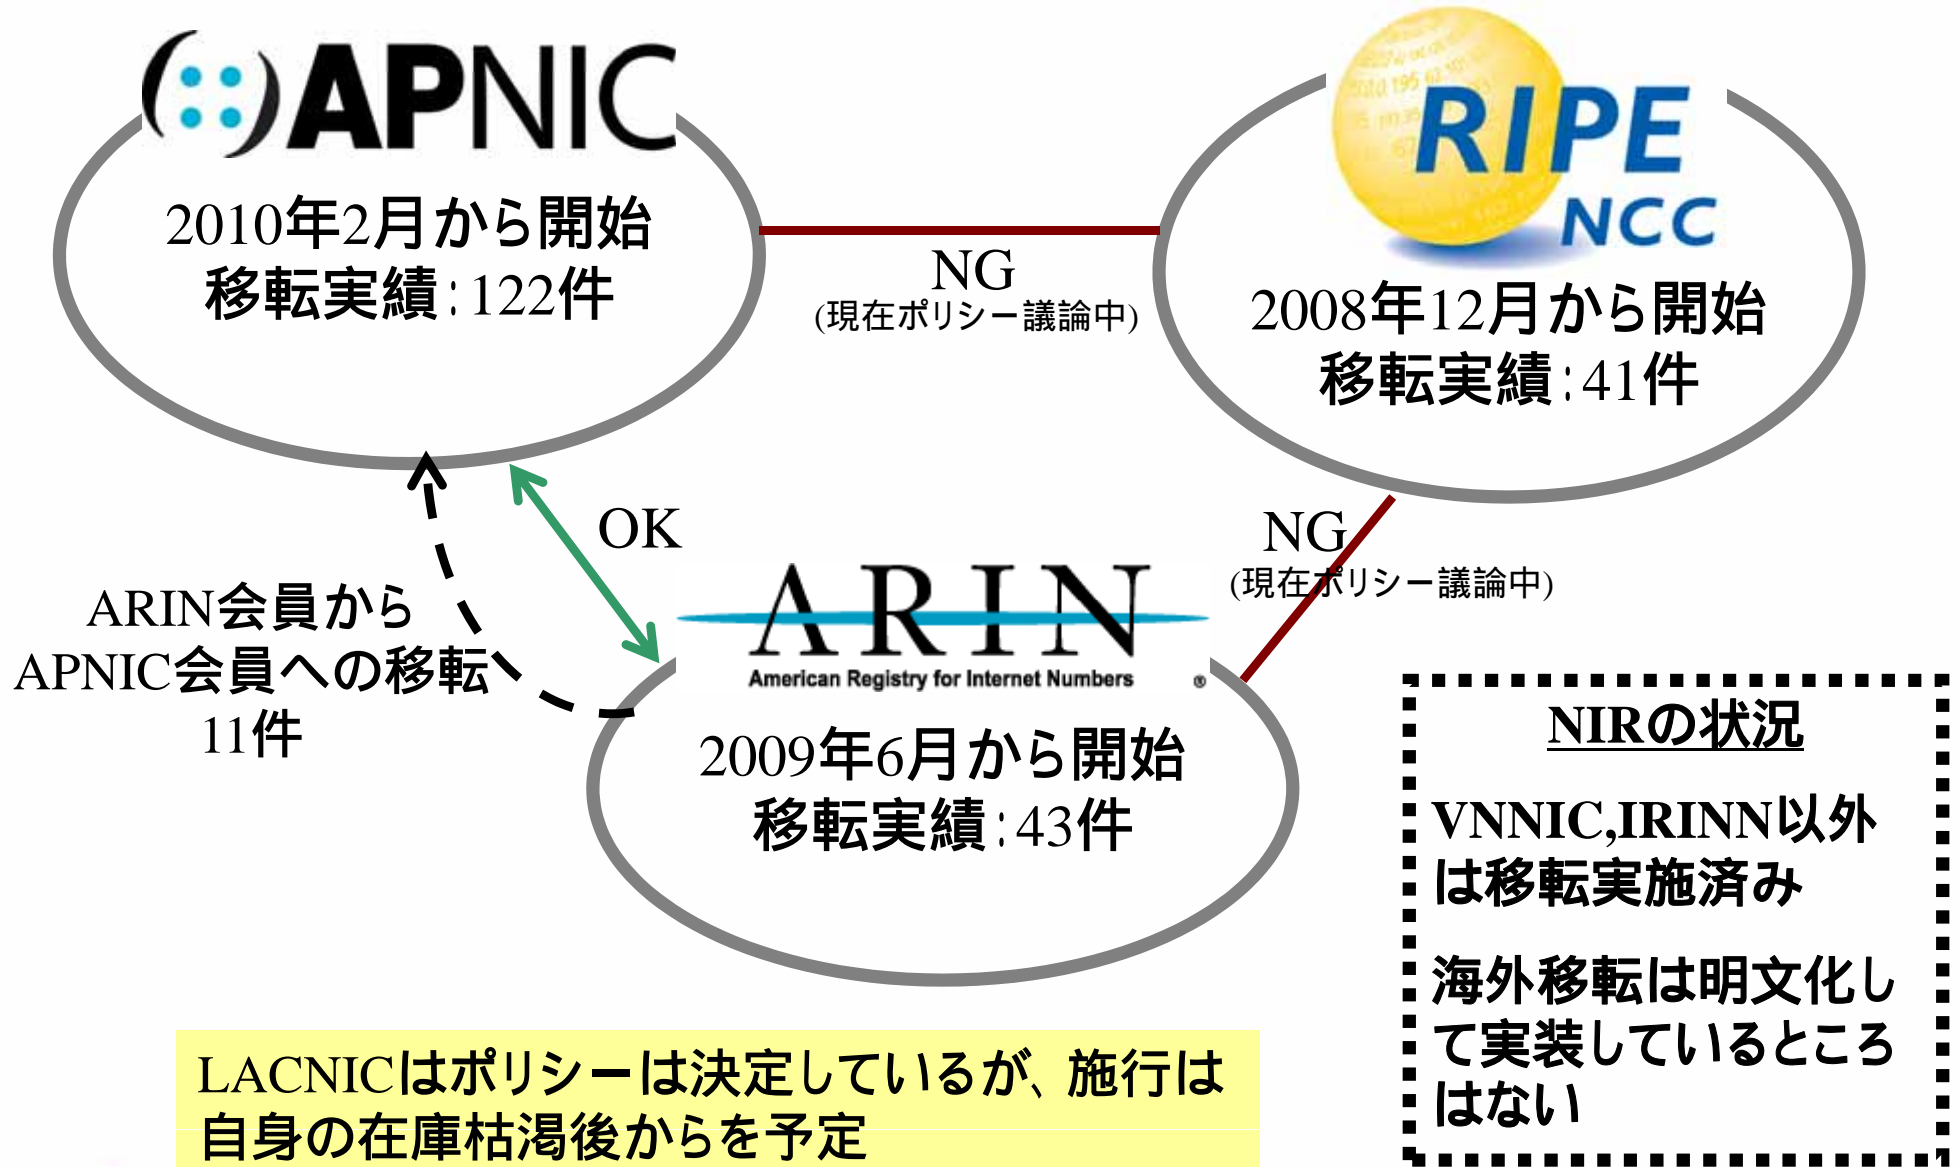 APNIC
2010年2月から開始
移転実績:122件
RIPE
NCC
2008年12月から開始
移転実績:41件
NG
(現在ポリシー議論中)
OK
NG
(現在ポリシー議論中)
ARIN会員から
APNIC会員への移転
11件
ARIN
American Registry for Internet Numbers ®
2009年6月から開始
移転実績:43件
NIRの状況
VNNIC,IRINN以外
は移転実施済み
海外移転は明文化し
て実装しているところ
はない
LACNICはポリシーは決定しているが、施行は
自身の在庫枯渇後からを予定